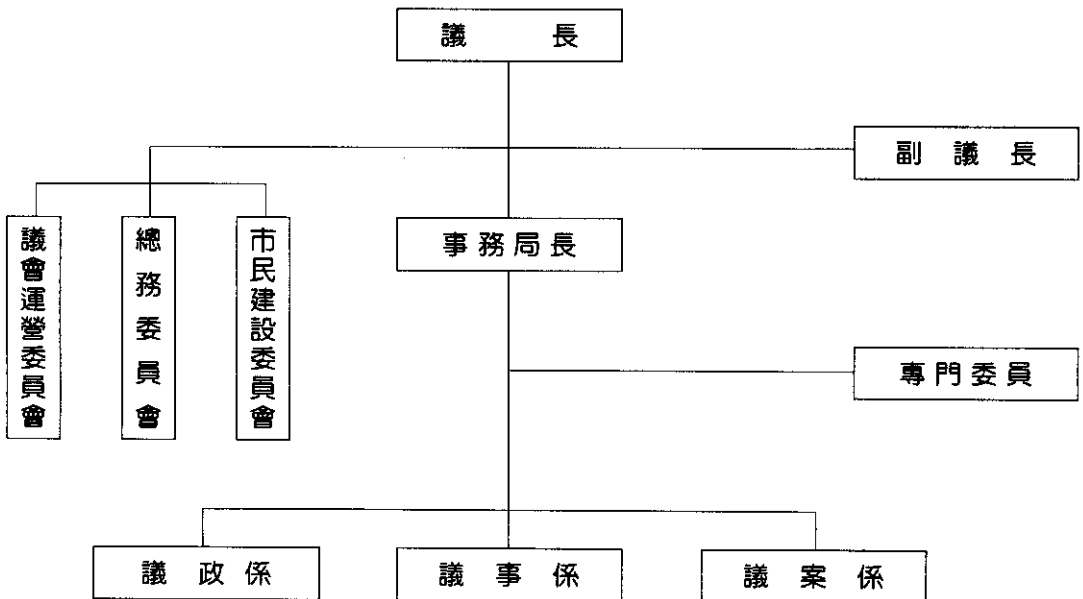 議 長
副 議 長
議會運營委員會
總務委員會
市民建設委員會
事務局長
專門委員
議 政 係
議 事 係
議 案 係